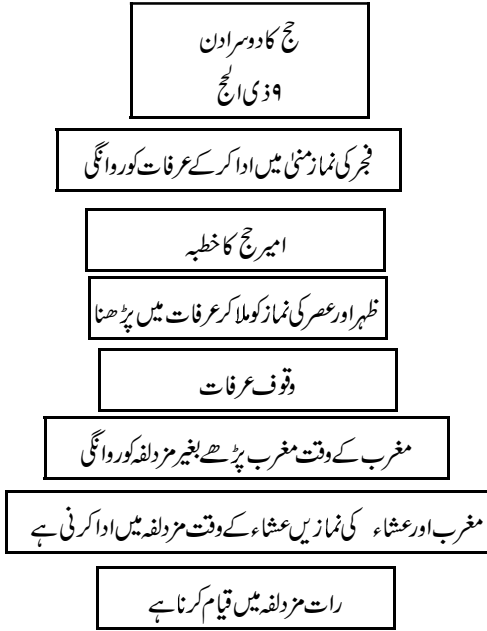 حج کا دوسرا دن
۹ ذی الحج
فجر کی نماز منیٰ میں ادا کر کے عرفات کو روانگی
امیر حج کا خطبہ
ظہر اور عصر کی نماز کو ملا کر عرفات میں پڑھنا
وقوف عرفات
مغرب کے وقت مغرب پڑھے بغیر مزدلفہ کو روانگی
مغرب اور عشاء کی نمازیں عشاء کے وقت مزدلفہ میں ادا کرنی ہے
رات مزدلفہ میں قیام کرنا ہے